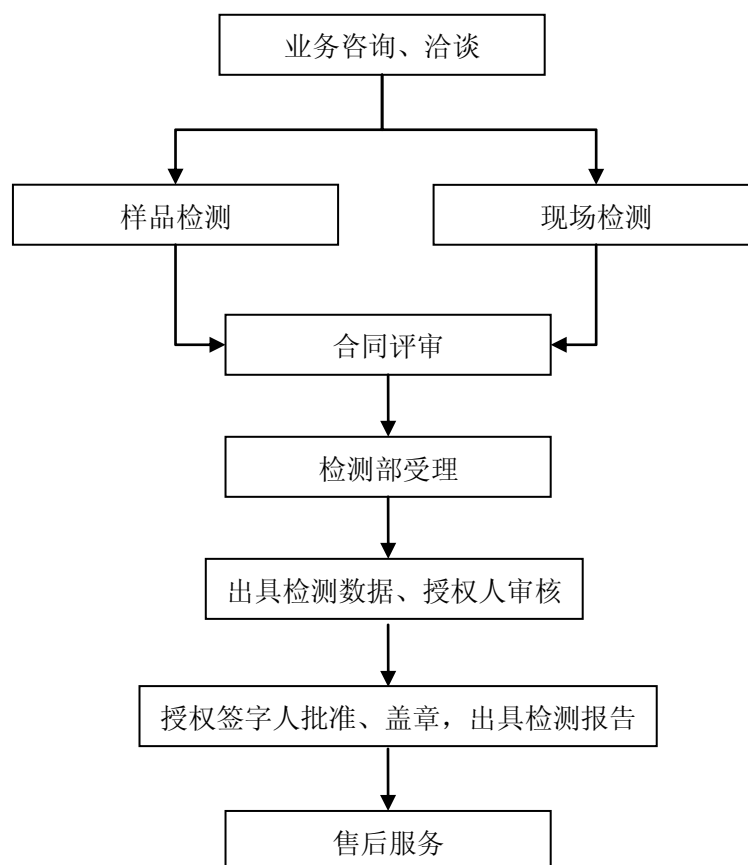 业务咨询、洽谈
样品检测
现场检测
合同评审
检测部受理
出具检测数据、授权人审核
授权签字人批准、盖章，出具检测报告
售后服务